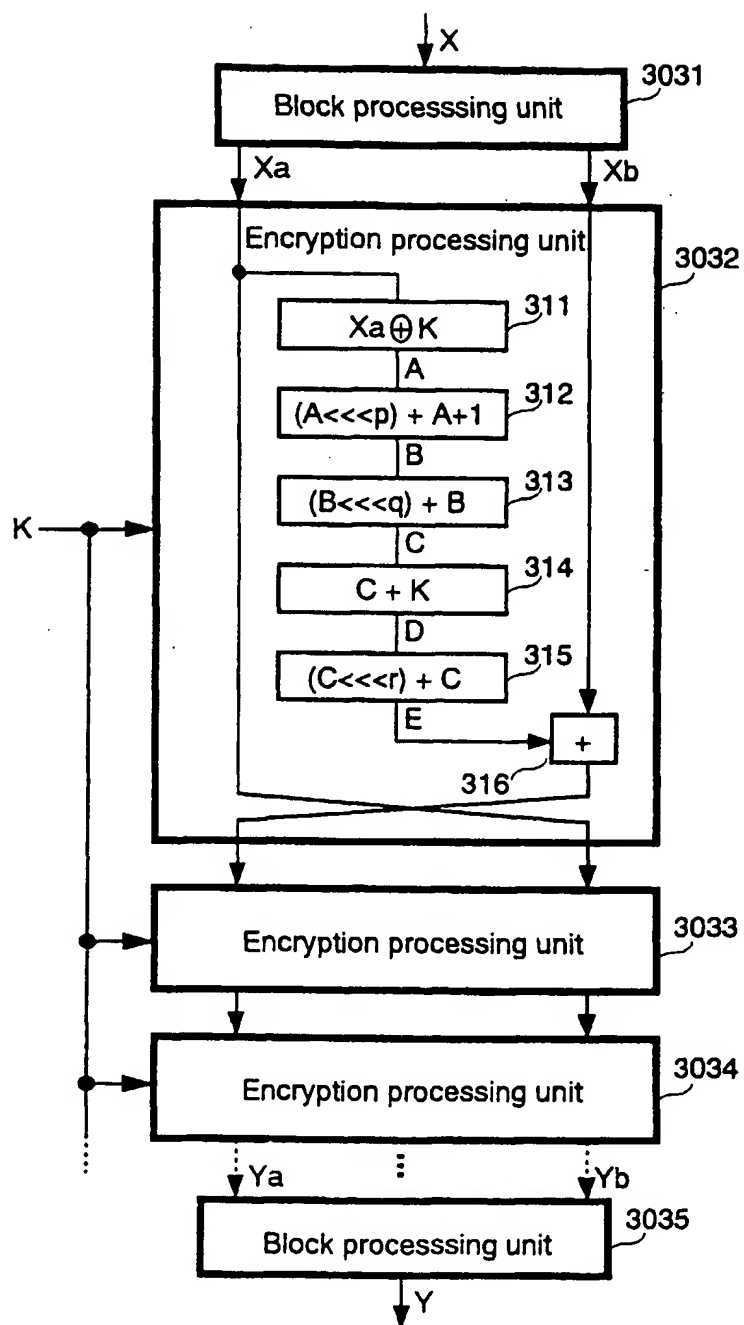 X
Block processsing unit
3031
Xa
Xb
Encryption processing unit
3032
Xa⊕K
311
A
(A<<<p) + A+1
312
B
(B<<<q) + B
313
K
C
C + K
314
D
(C<<<r) + C
315
E
+
316
Encryption processing unit
3033
Encryption processing unit
3034
Ya
Yb
Block processsing unit
3035
Y